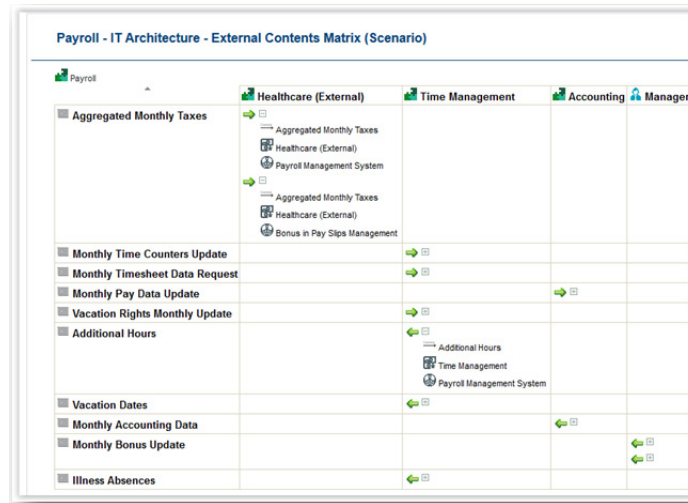 Payroll - IT Architecture - External Contents Matrix (Scenario)
Payroll
Healthcare (External) Time Management Accounting Manager
Aggregated Monthly Taxes
Aggregated Monthly Taxes
Healthcare (External)
Payroll Management System
Aggregated Monthly Taxes
Healthcare (External)
Bonus in Pay Slips Management
Monthly Time Counters Update
Monthly Timesheet Data Request
Monthly Pay Data Update
Vacation Rights Monthly Update
Additional Hours
Additional Hours
Time Management
Payroll Management System
Vacation Dates
Monthly Accounting Data
Monthly Bonus Update
Illness Absences